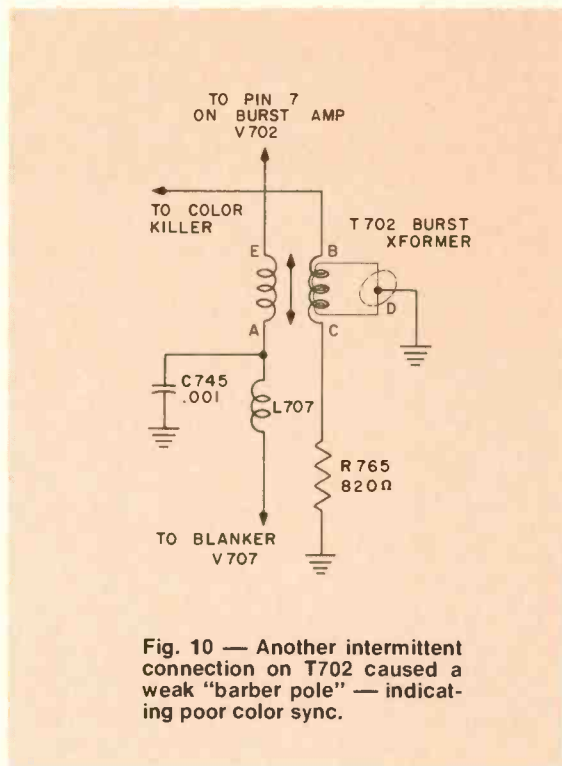 TO PIN 7
ON BURST AMP
V702
TO COLOR
KILLER
T702 BURST
XFORMER
E
B
A
C
D
C745
.001
L707
R765
820Ω
TO BLANKER
V707
Fig. 10 — Another intermittent
connection on T702 caused a
weak "barber pole" — indicat-
ing poor color sync.